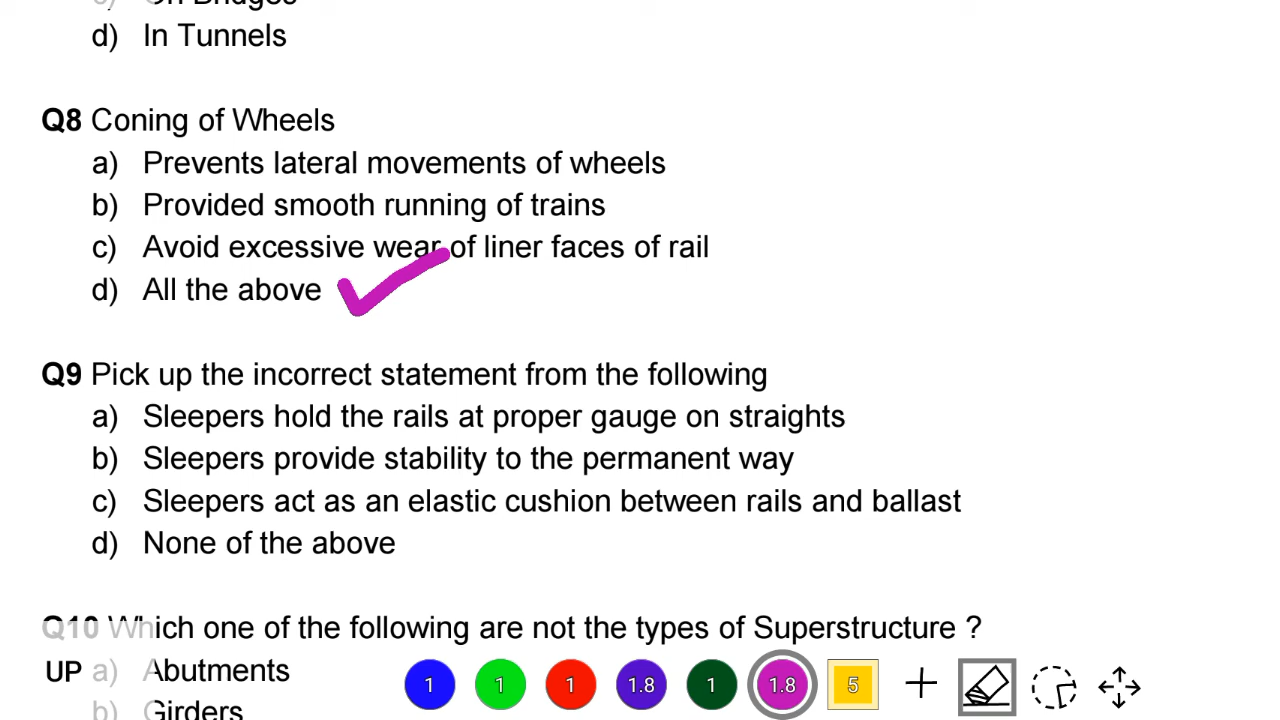 c) On Bridges
d) In Tunnels
Q8 Coning of Wheels
a) Prevents lateral movements of wheels
b) Provided smooth running of trains
c) Avoid excessive wear of liner faces of rail
d) All the above
Q9 Pick up the incorrect statement from the following
a) Sleepers hold the rails at proper gauge on straights
b) Sleepers provide stability to the permanent way
c) Sleepers act as an elastic cushion between rails and ballast
d) None of the above
Q10 Which one of the following are not the types of Superstructure ?
UP a) Abutments
b) Girders
1 1 1 1.8 1 1.8 5